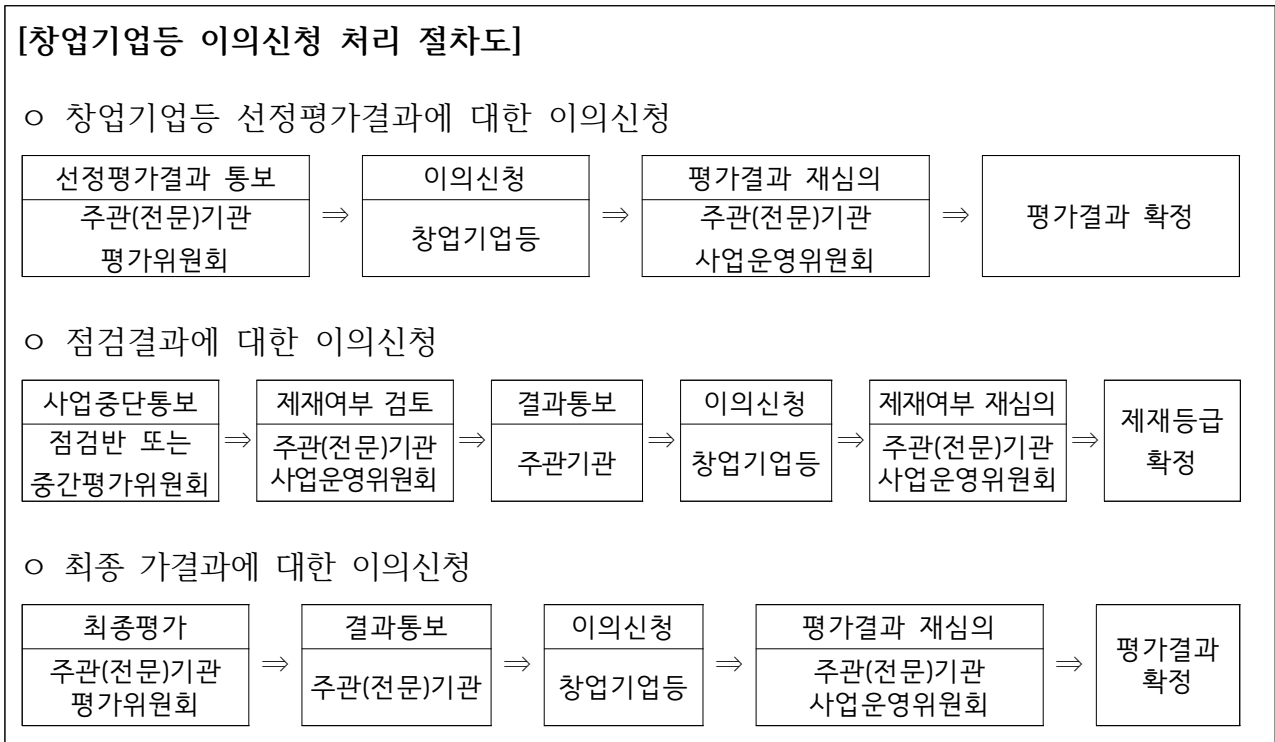 [창업기업등 이의신청 처리 절차도]
ㅇ 창업기업등 선정평가결과에 대한 이의신청
선정평가결과 통보
주관(전문)기관
평가위원회
⇒
이의신청
창업기업등
⇒
평가결과 재심의
주관(전문)기관
사업운영위원회
⇒
평가결과 확정
ㅇ 점검결과에 대한 이의신청
사업중단통보
점검반 또는
중간평가위원회
⇒
제재여부 검토
주관(전문)기관
사업운영위원회
⇒
결과통보
주관기관
⇒
이의신청
창업기업등
⇒
제재여부 재심의
주관(전문)기관
사업운영위원회
⇒
제재등급
확정
ㅇ 최종 가결과에 대한 이의신청
최종평가
주관(전문)기관
평가위원회
⇒
결과통보
주관(전문)기관
⇒
이의신청
창업기업등
⇒
평가결과 재심의
주관(전문)기관
사업운영위원회
⇒
평가결과
확정